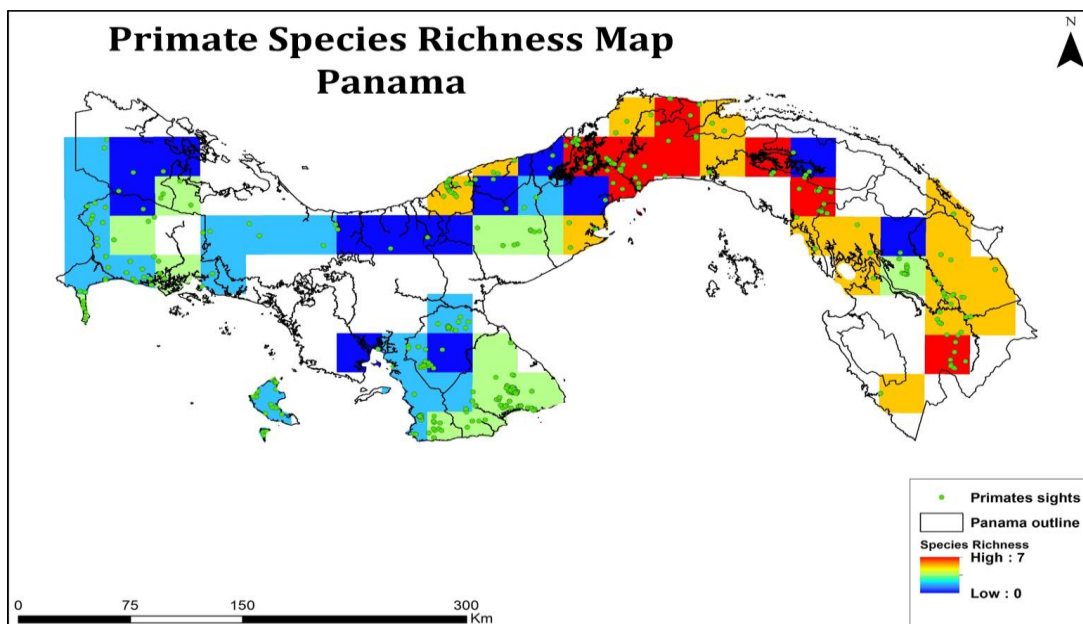 Primate Species Richness Map
Panama
N
Primates sights
Panama outline
Species Richness
High : 7
Low : 0
0 75 150 300
Km